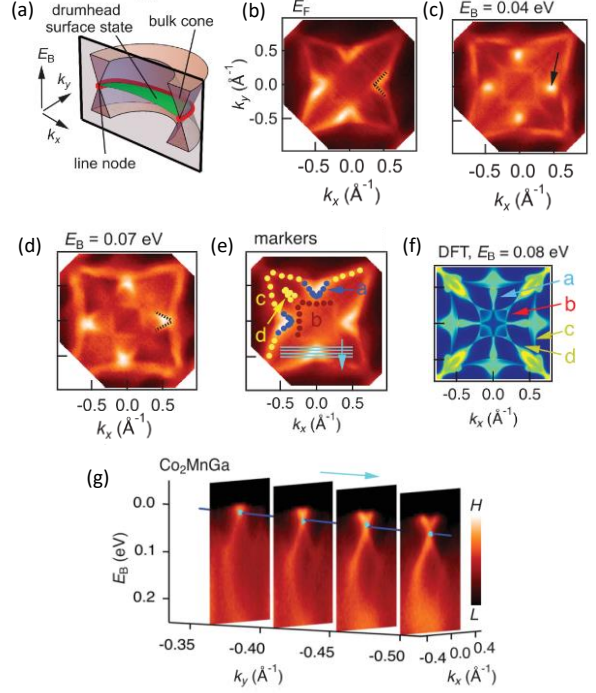 (a)
drumhead
surface state
bulk cone
E_B
k_y
k_x
line node
(b)
E_F
k_y (Å⁻¹)
0.5
0.0
-0.5
-0.5 0.0 0.5
k_x (Å⁻¹)
(c)
E_B = 0.04 eV
-0.5 0.0 0.5
k_x (Å⁻¹)
(d)
E_B = 0.07 eV
-0.5 0.0 0.5
k_x (Å⁻¹)
(e)
markers
a
b
c
d
-0.5 0.0 0.5
k_x (Å⁻¹)
(f)
DFT, E_B = 0.08 eV
a
b
c
d
-0.5 0.0 0.5
k_x (Å⁻¹)
(g)
Co₂MnGa
E_B (eV)
0.0
0.1
0.2
-0.35
-0.40
-0.45
-0.50
k_y (Å⁻¹)
-0.4 0.0 0.4
k_x (Å⁻¹)
H
L